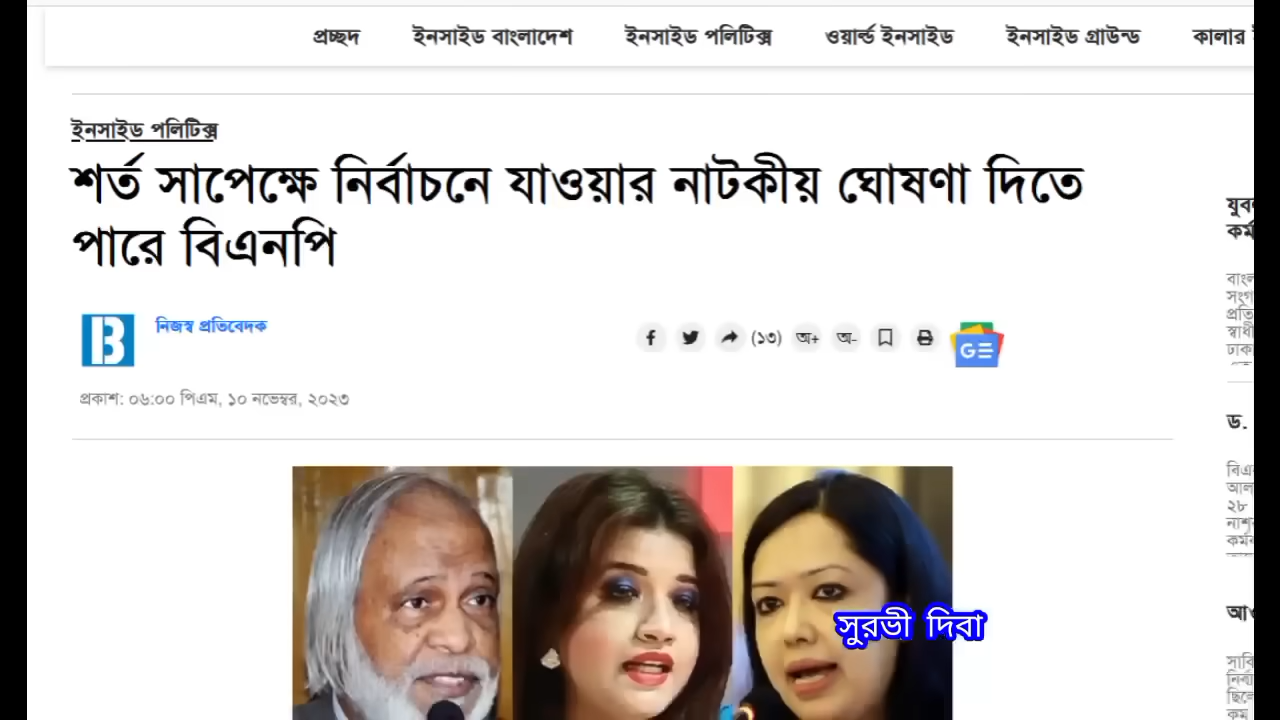 প্রচ্ছদ ইনসাইড বাংলাদেশ ইনসাইড পলিটিক্স ওয়ার্ল্ড ইনসাইড ইনসাইড গ্রাউন্ড কালার
ইনসাইড পলিটিক্স
শর্ত সাপেক্ষে নির্বাচনে যাওয়ার নাটকীয় ঘোষণা দিতে
পারে বিএনপি
নিজস্ব প্রতিবেদক
(১৩) অ+ অ-
প্রকাশ: ০৬:০০ পিএম, ১০ নভেম্বর, ২০২৩
সুরভী দিবা
ড.
২৮